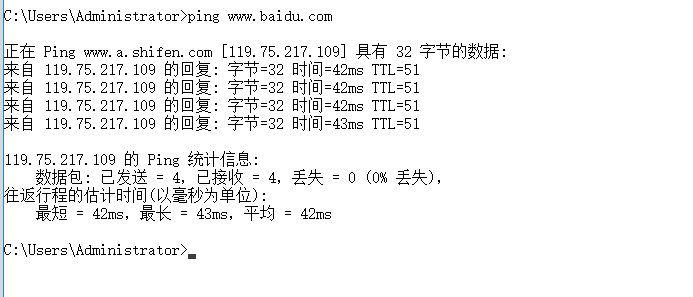 C:\Users\Administrator>ping www.baidu.com
正在 Ping www.a.shifen.com [119.75.217.109] 具有 32 字节的数据:
来自 119.75.217.109 的回复: 字节=32 时间=42ms TTL=51
来自 119.75.217.109 的回复: 字节=32 时间=42ms TTL=51
来自 119.75.217.109 的回复: 字节=32 时间=42ms TTL=51
来自 119.75.217.109 的回复: 字节=32 时间=43ms TTL=51
119.75.217.109 的 Ping 统计信息:
数据包: 已发送 = 4，已接收 = 4，丢失 = 0 (0% 丢失)，
往返行程的估计时间(以毫秒为单位):
最短 = 42ms，最长 = 43ms，平均 = 42ms
C:\Users\Administrator>